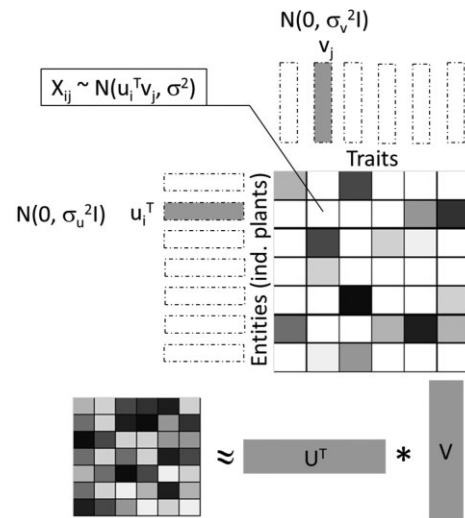 N(0, σᵥ²I)
vⱼ
Xᵢⱼ ~ N(uᵢᵀvⱼ, σ²)
Traits
N(0, σᵤ²I) uᵢᵀ
Entities (ind. plants)
≈ Uᵀ * V